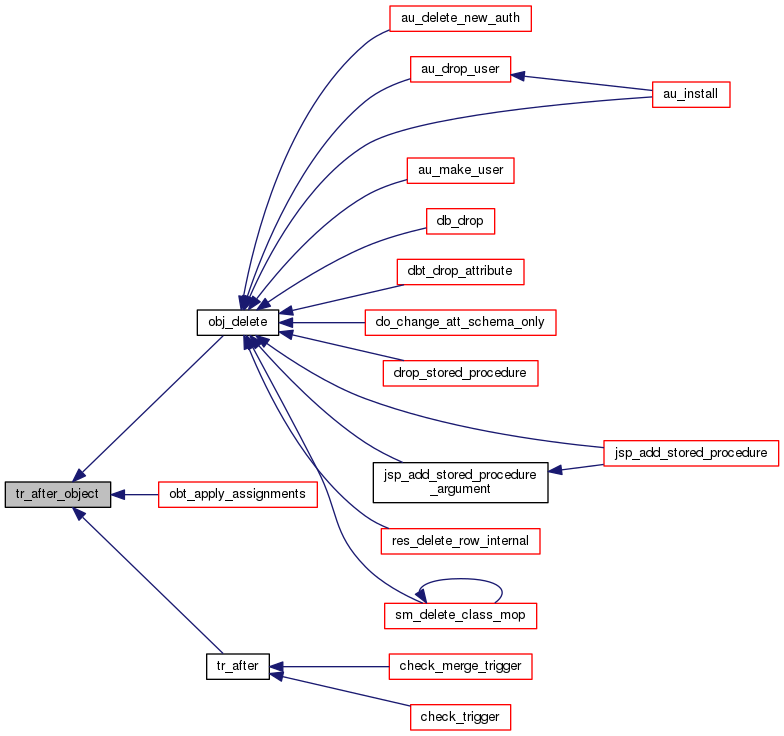 au_delete_new_auth
au_drop_user
au_install
au_make_user
db_drop
dbt_drop_attribute
obj_delete
do_change_att_schema_only
drop_stored_procedure
jsp_add_stored_procedure
jsp_add_stored_procedure
_argument
tr_after_object
obt_apply_assignments
res_delete_row_internal
sm_delete_class_mop
tr_after
check_merge_trigger
check_trigger